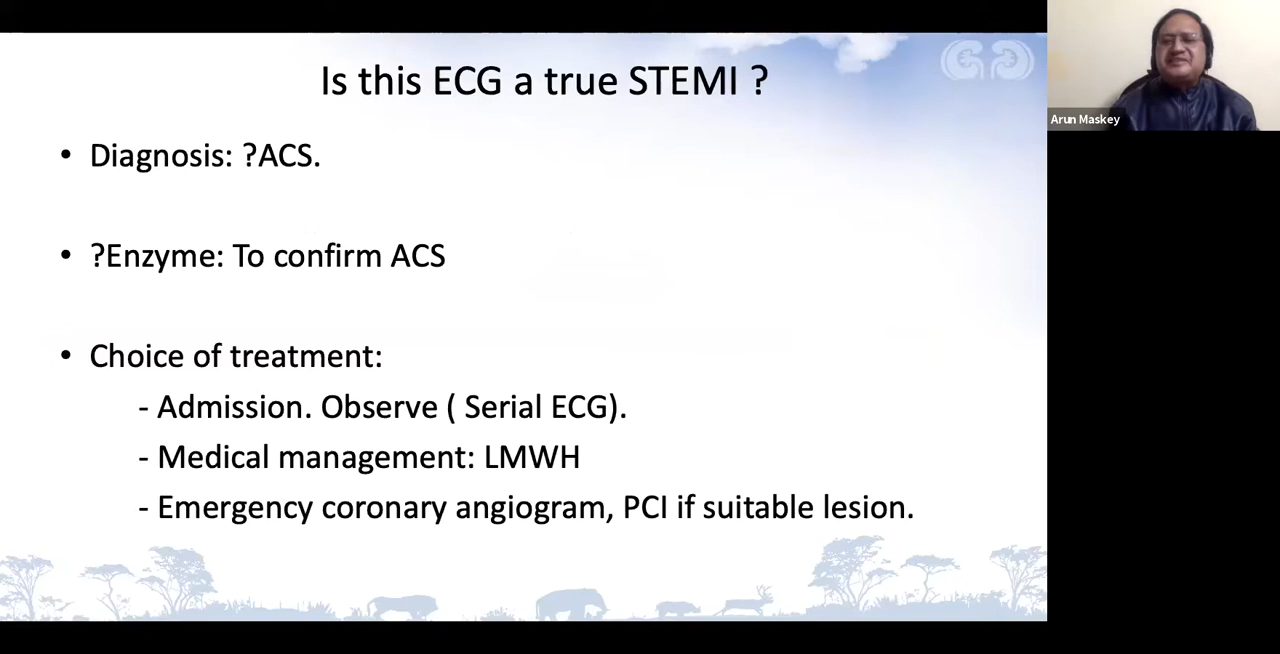 Is this ECG a true STEMI ?
• Diagnosis: ?ACS.
• ?Enzyme: To confirm ACS
• Choice of treatment:
- Admission. Observe ( Serial ECG).
- Medical management: LMWH
- Emergency coronary angiogram, PCI if suitable lesion.
Arun Maskey